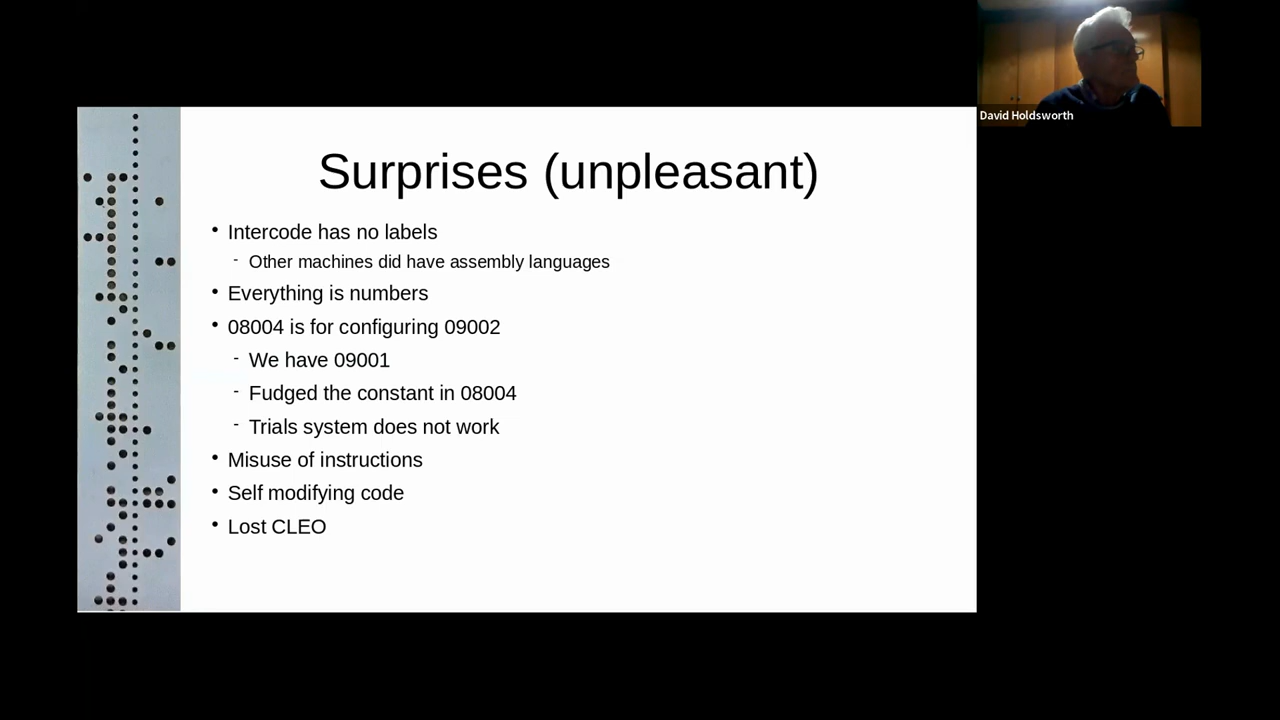 David Holdsworth
Surprises (unpleasant)
• Intercode has no labels
- Other machines did have assembly languages
• Everything is numbers
• 08004 is for configuring 09002
- We have 09001
- Fudged the constant in 08004
- Trials system does not work
• Misuse of instructions
• Self modifying code
• Lost CLEO